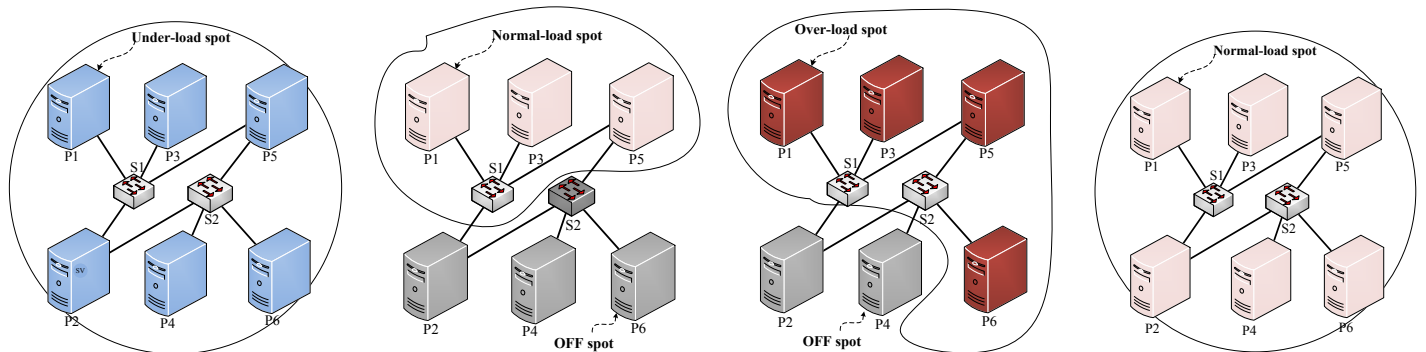 Under-load spot
P1
P3
P5
S1
S2
sv
P2
P4
P6
Normal-load spot
P1
P3
P5
S1
S2
P2
P4
P6
OFF spot
Over-load spot
P1
P3
P5
S1
S2
P2
P4
P6
OFF spot
Normal-load spot
P1
P3
P5
S1
S2
P2
P4
P6